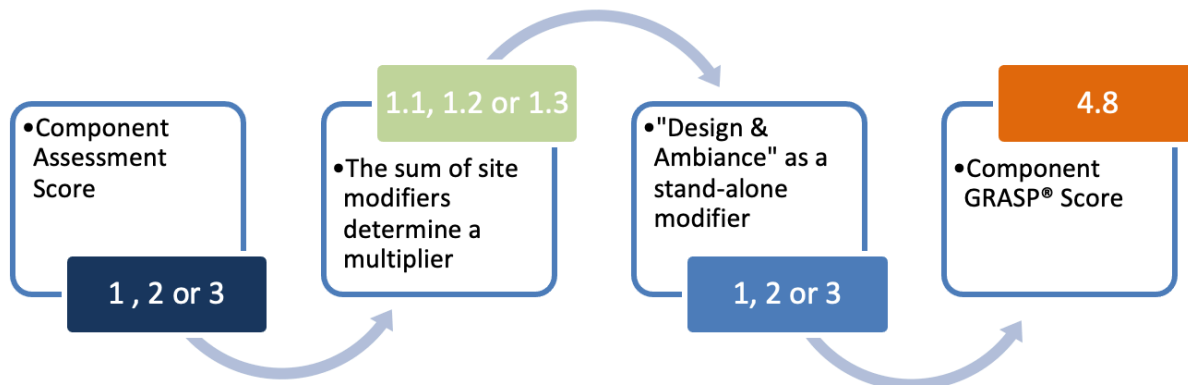 •Component
Assessment
Score
1 , 2 or 3
1.1, 1.2 or 1.3
•The sum of site
modifiers
determine a
multiplier
•"Design &
Ambiance" as a
stand-alone
modifier
1, 2 or 3
4.8
•Component
GRASP® Score